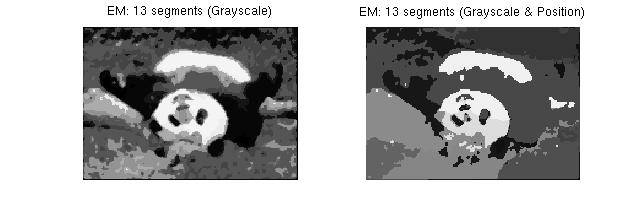 EM: 13 segments (Grayscale)
EM: 13 segments (Grayscale & Position)